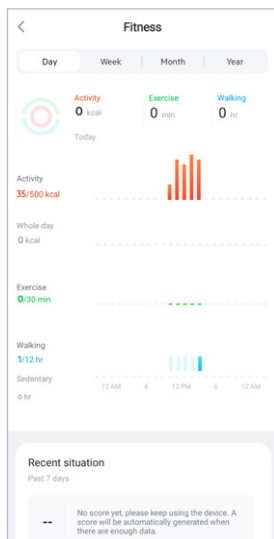 Fitness
Day Week Month Year
Activity Exercise Walking
0 kcal 0 min 0 hr
Today
Activity
35/500 kcal
Whole day
0 kcal
Exercise
0/30 min
Walking
1/12 hr
Sedentary
0 hr
12 AM 6 12 PM 6 12 AM
Recent situation
Past 7 days
-- No score yet, please keep using the device. A
score will be automatically generated when
there are enough data.